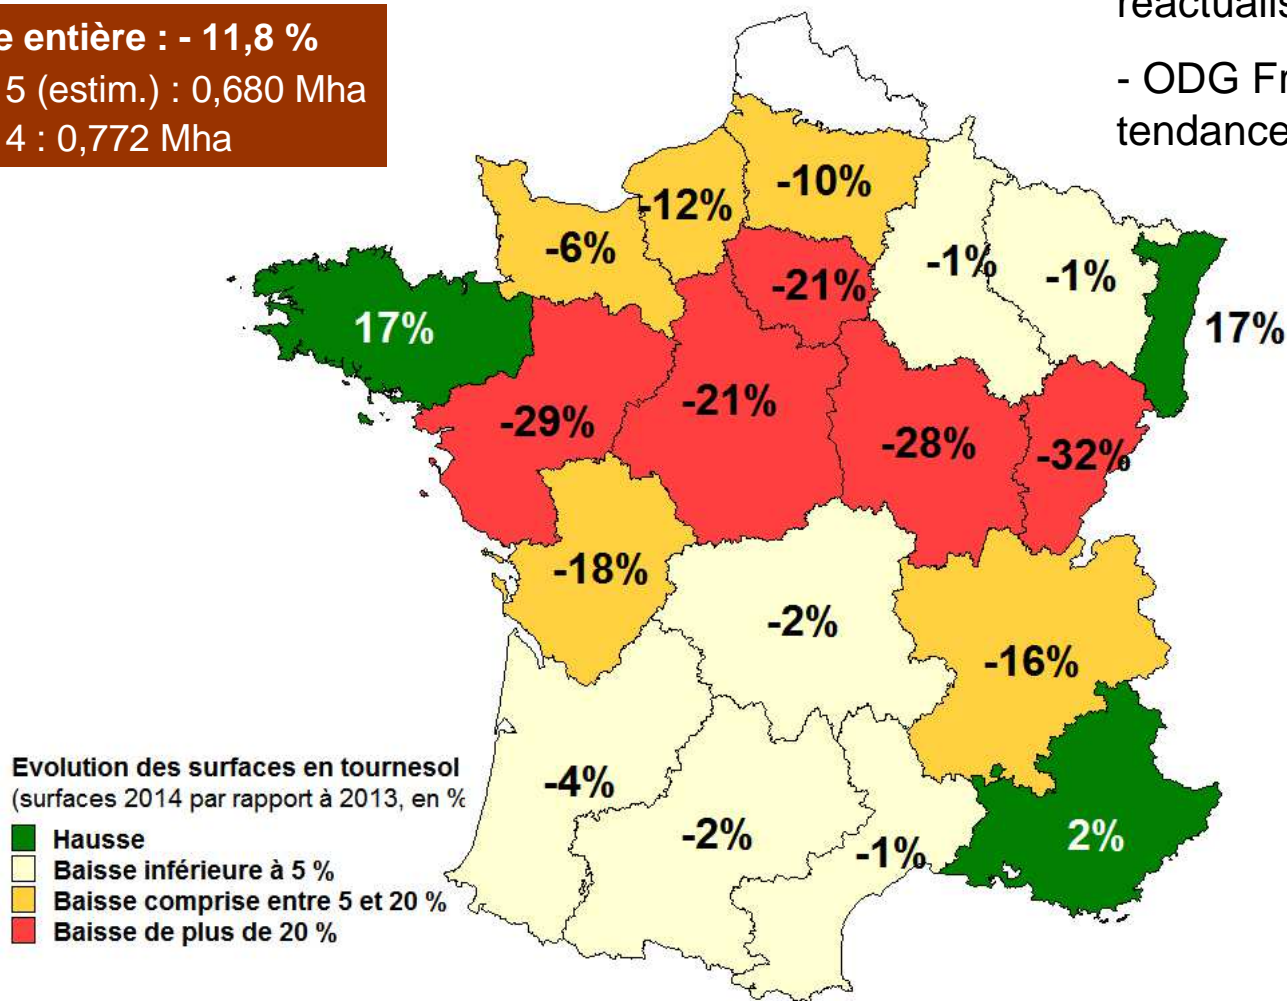 e entière : - 11,8 %
5 (estim.) : 0,680 Mha
4 : 0,772 Mha
réactualis
- ODG Fr
tendance
-10%
-12%
-6%
-21%
-1%
-1%
17%
17%
-29%
-21%
-28%
-32%
-18%
-2%
-16%
-4%
-2%
-1%
2%
Evolution des surfaces en tournesol
(surfaces 2014 par rapport à 2013, en %
Hausse
Baisse inférieure à 5 %
Baisse comprise entre 5 et 20 %
Baisse de plus de 20 %